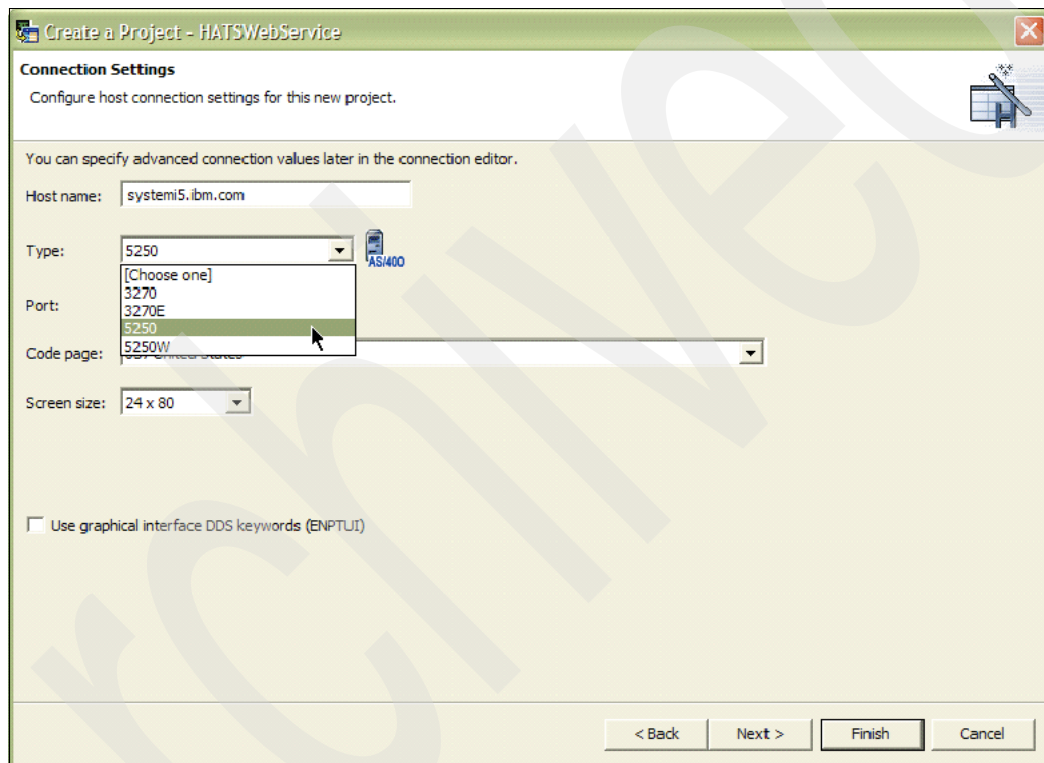 Create a Project - HATSWebService
Connection Settings
Configure host connection settings for this new project.
You can specify advanced connection values later in the connection editor.
Host name: systemi5.ibm.com
Type: 5250
AS/400
[Choose one]
3270
Port:
3270E
5250
Code page:
5250W
Screen size: 24 x 80
Use graphical interface DDS keywords (ENPTUI)
< Back Next > Finish Cancel